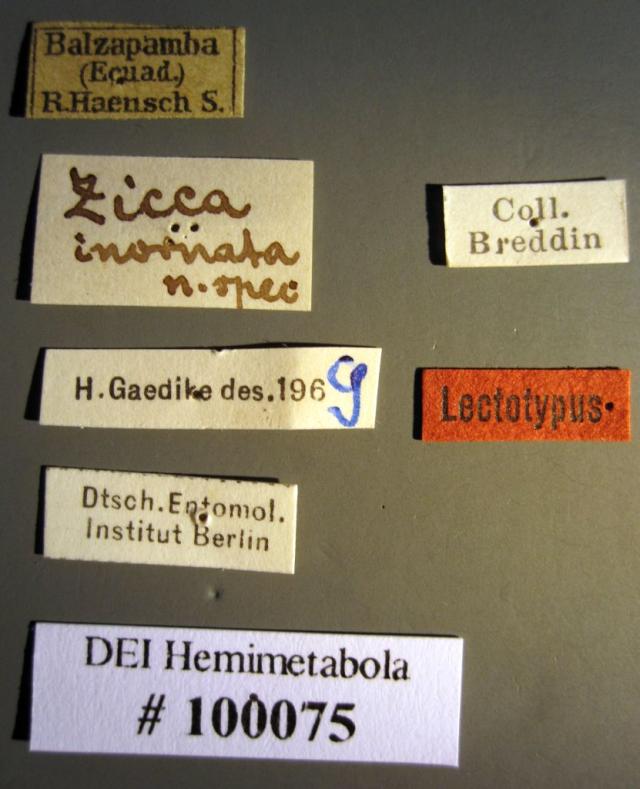 Balzapamba
(Ecuad.)
R.Haensch S.
Zicca
inornata
n. spec
Coll.
Breddin
H. Gaedike des. 1969
Lectotypus
Dtsch. Entomol.
Institut Berlin
DEI Hemimetabola
# 100075